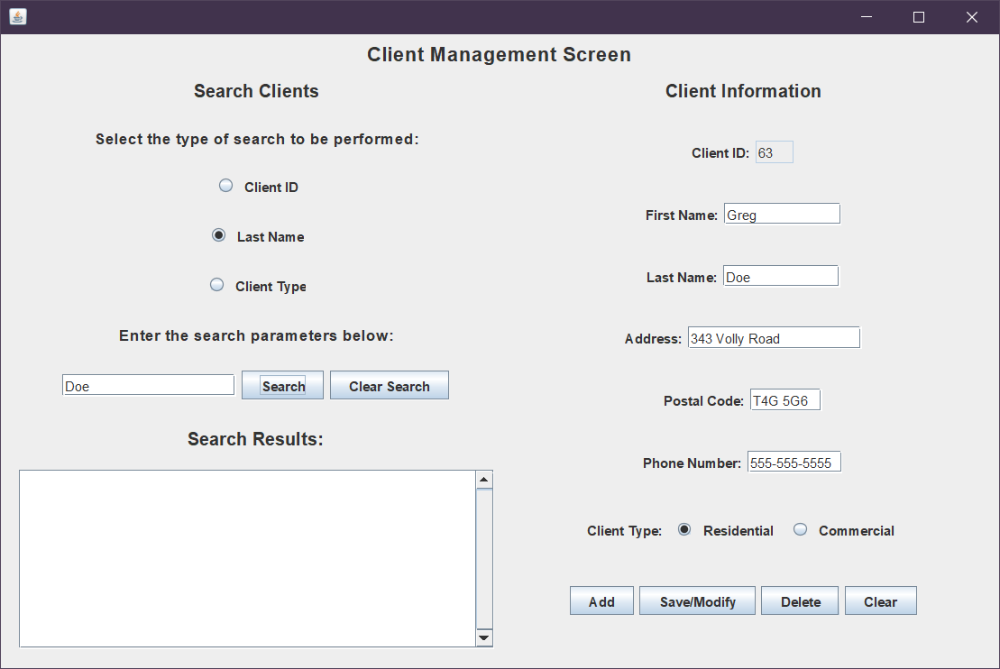 Client Management Screen
Search Clients
Select the type of search to be performed:
Client ID
Last Name
Client Type
Enter the search parameters below:
Doe Search Clear Search
Search Results:
Client Information
Client ID: 63
First Name: Greg
Last Name: Doe
Address: 343 Volly Road
Postal Code: T4G 5G6
Phone Number: 555-555-5555
Client Type: Residential Commercial
Add Save/Modify Delete Clear